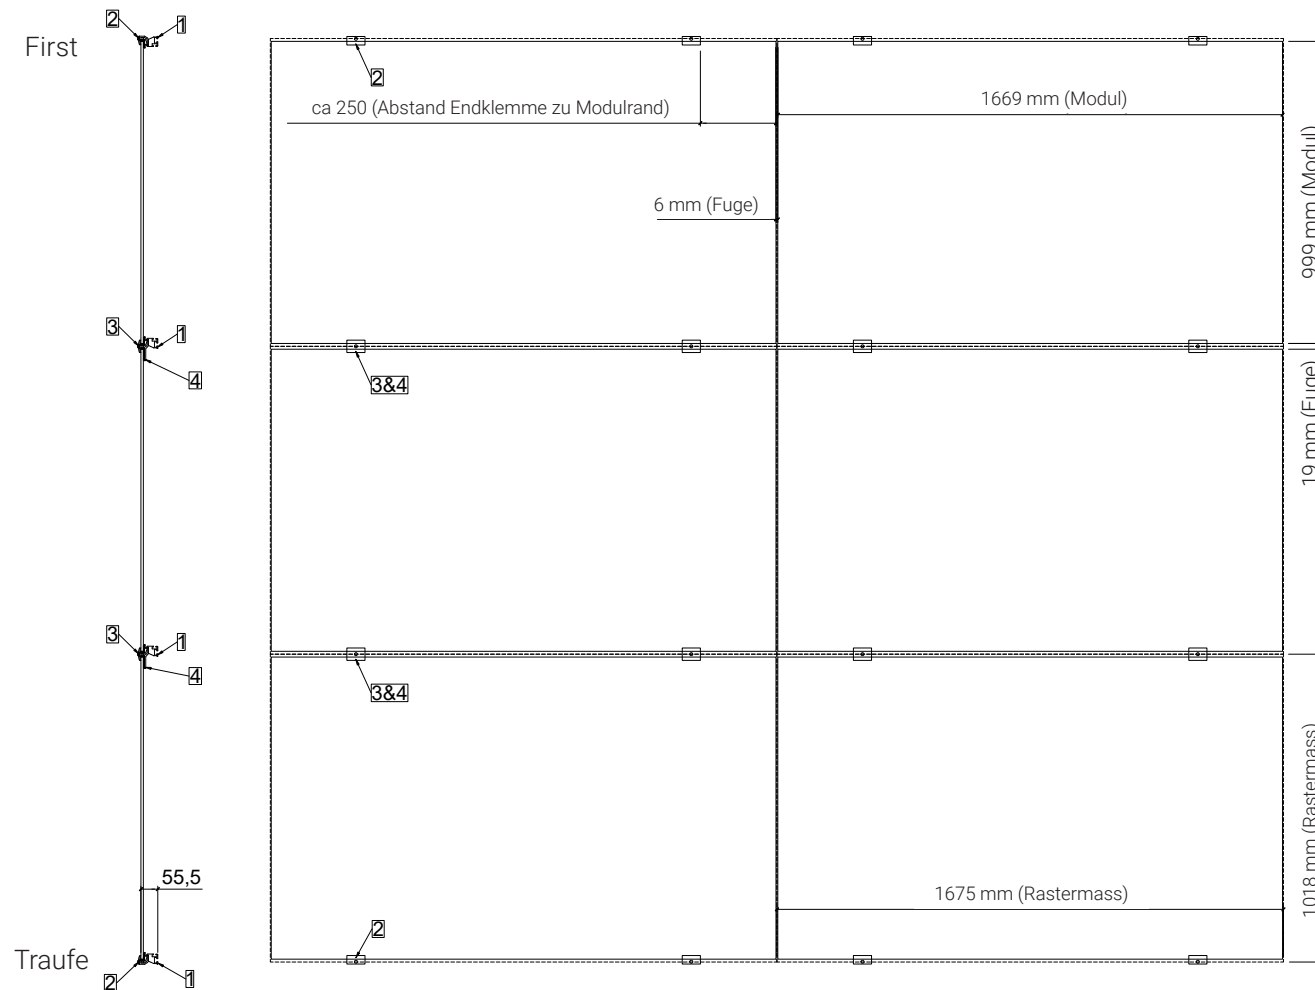 2
1
First
2
ca 250 (Abstand Endklemme zu Modulrand)
1669 mm (Modul)
999 mm (Modul)
6 mm (Fuge)
3
1
4
3&4
19 mm (Fuge)
3
1
4
3&4
1018 mm (Rastermass)
55,5
1675 mm (Rastermass)
2
Traufe
2
1